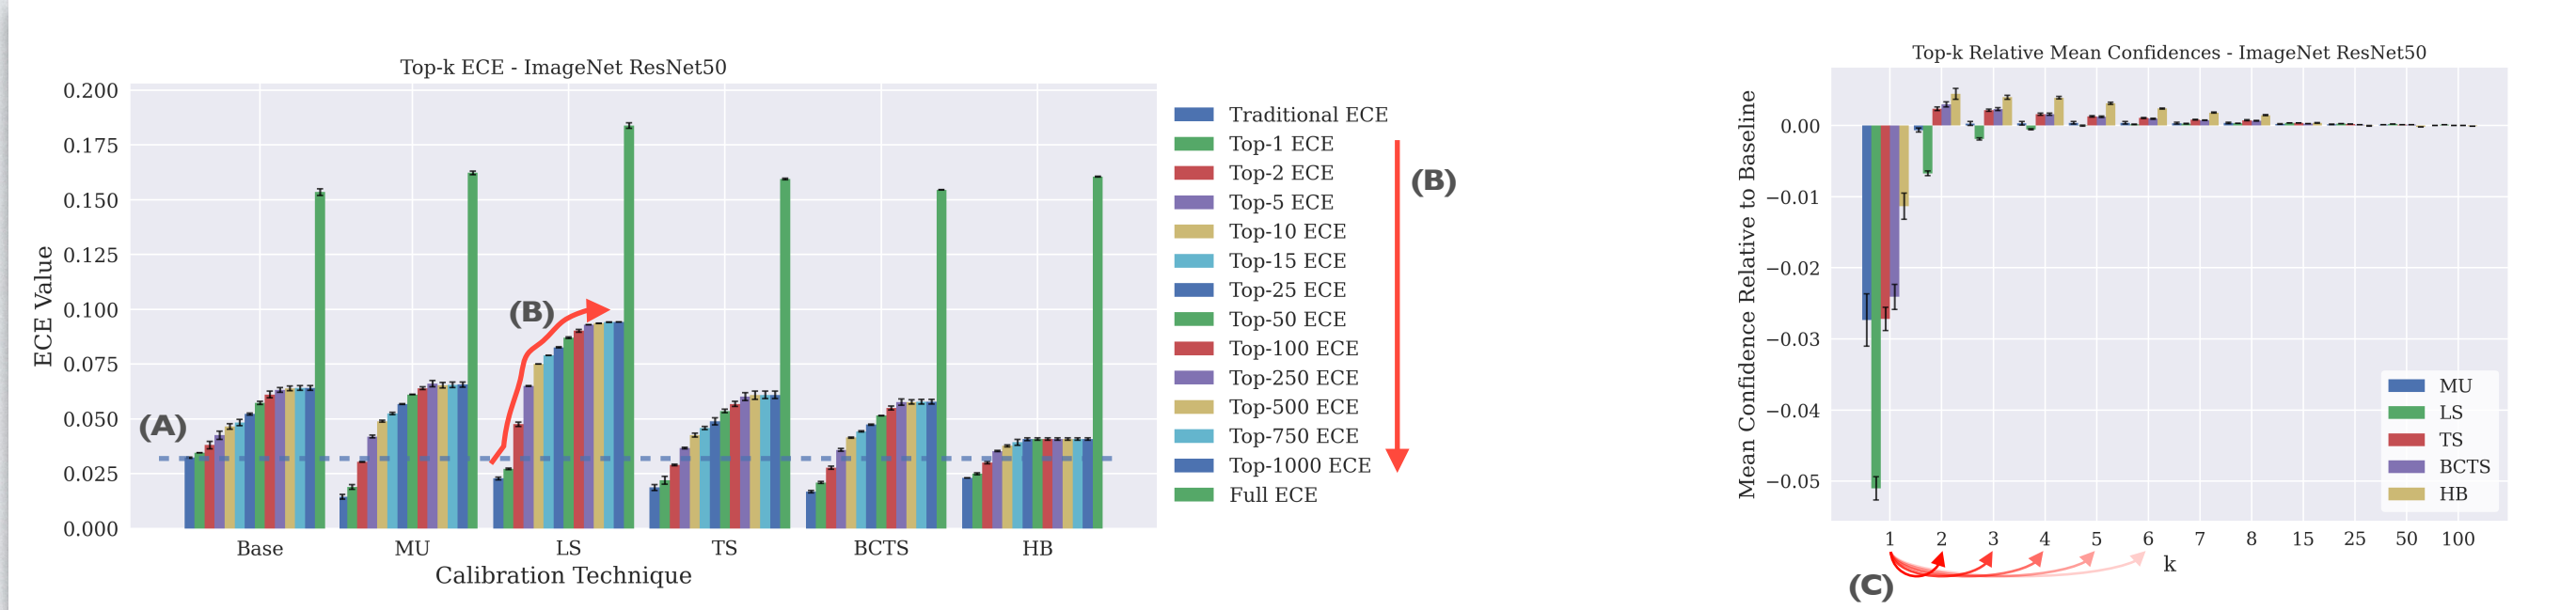 Top-k ECE - ImageNet ResNet50
ECE Value
0.200
0.175
0.150
0.125
0.100
0.075
0.050
0.025
0.000
(A)
(B)
Base MU LS TS BCTS HB
Calibration Technique
Traditional ECE
Top-1 ECE
Top-2 ECE
Top-5 ECE
Top-10 ECE
Top-15 ECE
Top-25 ECE
Top-50 ECE
Top-100 ECE
Top-250 ECE
Top-500 ECE
Top-750 ECE
Top-1000 ECE
Full ECE
(B)
Top-k Relative Mean Confidences - ImageNet ResNet50
Mean Confidence Relative to Baseline
0.00
−0.01
−0.02
−0.03
−0.04
−0.05
MU
LS
TS
BCTS
HB
1 2 3 4 5 6 7 8 15 25 50 100
k
(C)